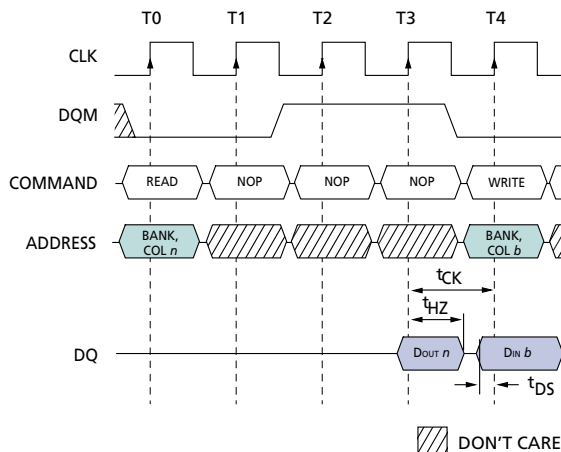 T0 T1 T2 T3 T4
CLK
DQM
COMMAND READ NOP NOP NOP WRITE
ADDRESS BANK, COL n BANK, COL b
tCK
tHZ
DQ DOUT n DIN b
tDS
DON'T CARE